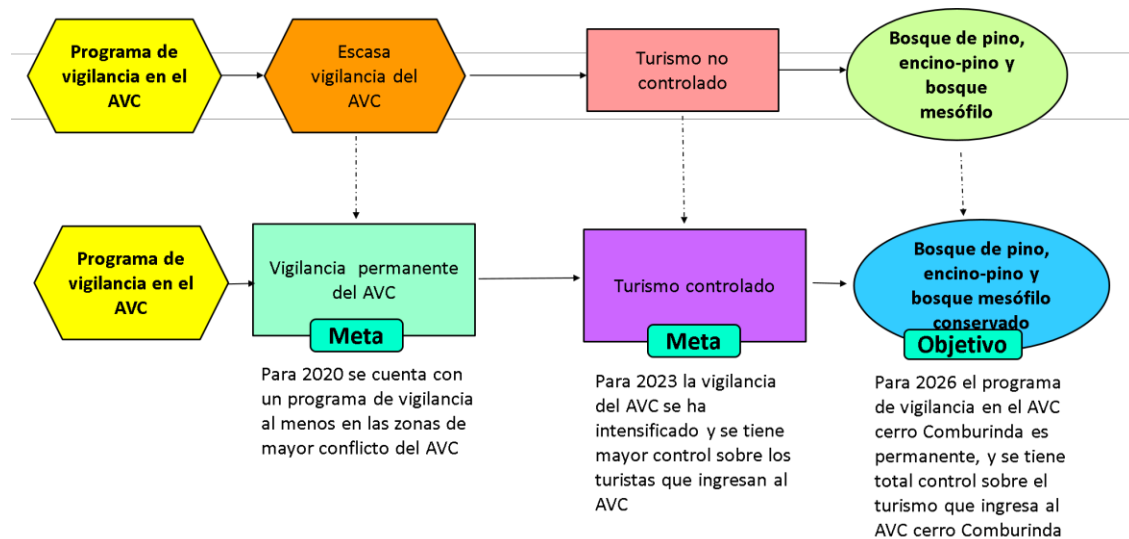 Programa de
vigilancia en el
AVC
Escasa
vigilancia del
AVC
Turismo no
controlado
Bosque de pino,
encino-pino y
bosque
mesófilo
Programa de
vigilancia en el
AVC
Vigilancia permanente
del AVC
Meta
Turismo controlado
Meta
Bosque de pino,
encino-pino y
bosque mesófilo
conservado
Objetivo
Para 2020 se cuenta con
un programa de vigilancia
al menos en las zonas de
mayor conflicto del AVC
Para 2023 la vigilancia
del AVC se ha
intensificado y se tiene
mayor control sobre los
turistas que ingresan al
AVC
Para 2026 el programa
de vigilancia en el AVC
cerro Comburinda es
permanente, y se tiene
total control sobre el
turismo que ingresa al
AVC cerro Comburinda